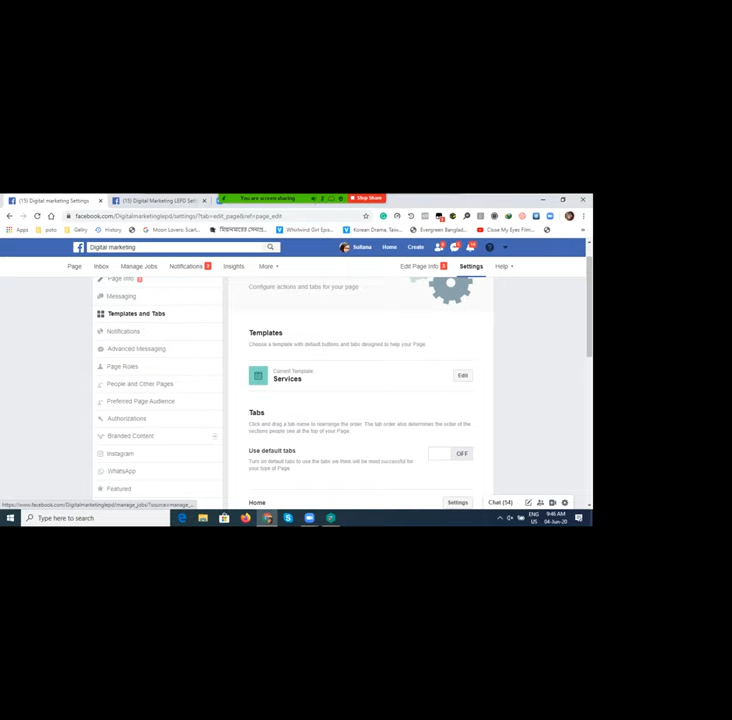 (15) Digital marketing Settings
(15) Digital Marketing LEPD Set
You are screen sharing
Stop Share
facebook.com/Digitalmarketinglepd/settings/?tab=edit_page&ref=page_edit
Apps
puto
Getby
History
Moon Lovers Scarl...
Whirlwind Girl Epis...
Korean Drama, Taiw...
Evergreen Banglad...
Close My Eyes Film...
Digital marketing
Sultana
Home
Create
Page
Inbox
Manage Jobs
Notifications 2
Insights
More
Edit Page Info 5
Settings
Help
Page Info
Configure actions and tabs for your page
Messaging
Templates and Tabs
Notifications
Advanced Messaging
Page Roles
People and Other Pages
Preferred Page Audience
Authorizations
Branded Content
Instagram
WhatsApp
Featured
Templates
Choose a template with default buttons and tabs designed to help your Page.
Current Template
Services
Edit
Tabs
Click and drag a tab name to rearrange the order. The tab order also determines the order of the
sections people see at the top of your Page.
Use default tabs
OFF
Turn on default tabs to use the tabs we think will be most successful for
your type of Page
Home
Settings
Chat (54)
https://www.facebook.com/Digitalmarketinglepd/manage_jobs/?source=manage_...
Type here to search
ENG
US
9:46 AM
04-Jun-20